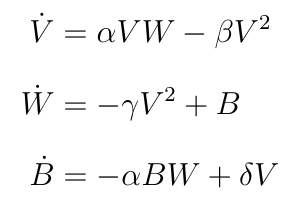 V̇ = αVW − βV²
Ẇ = −γV² + B
Ḃ = −αBW + δV